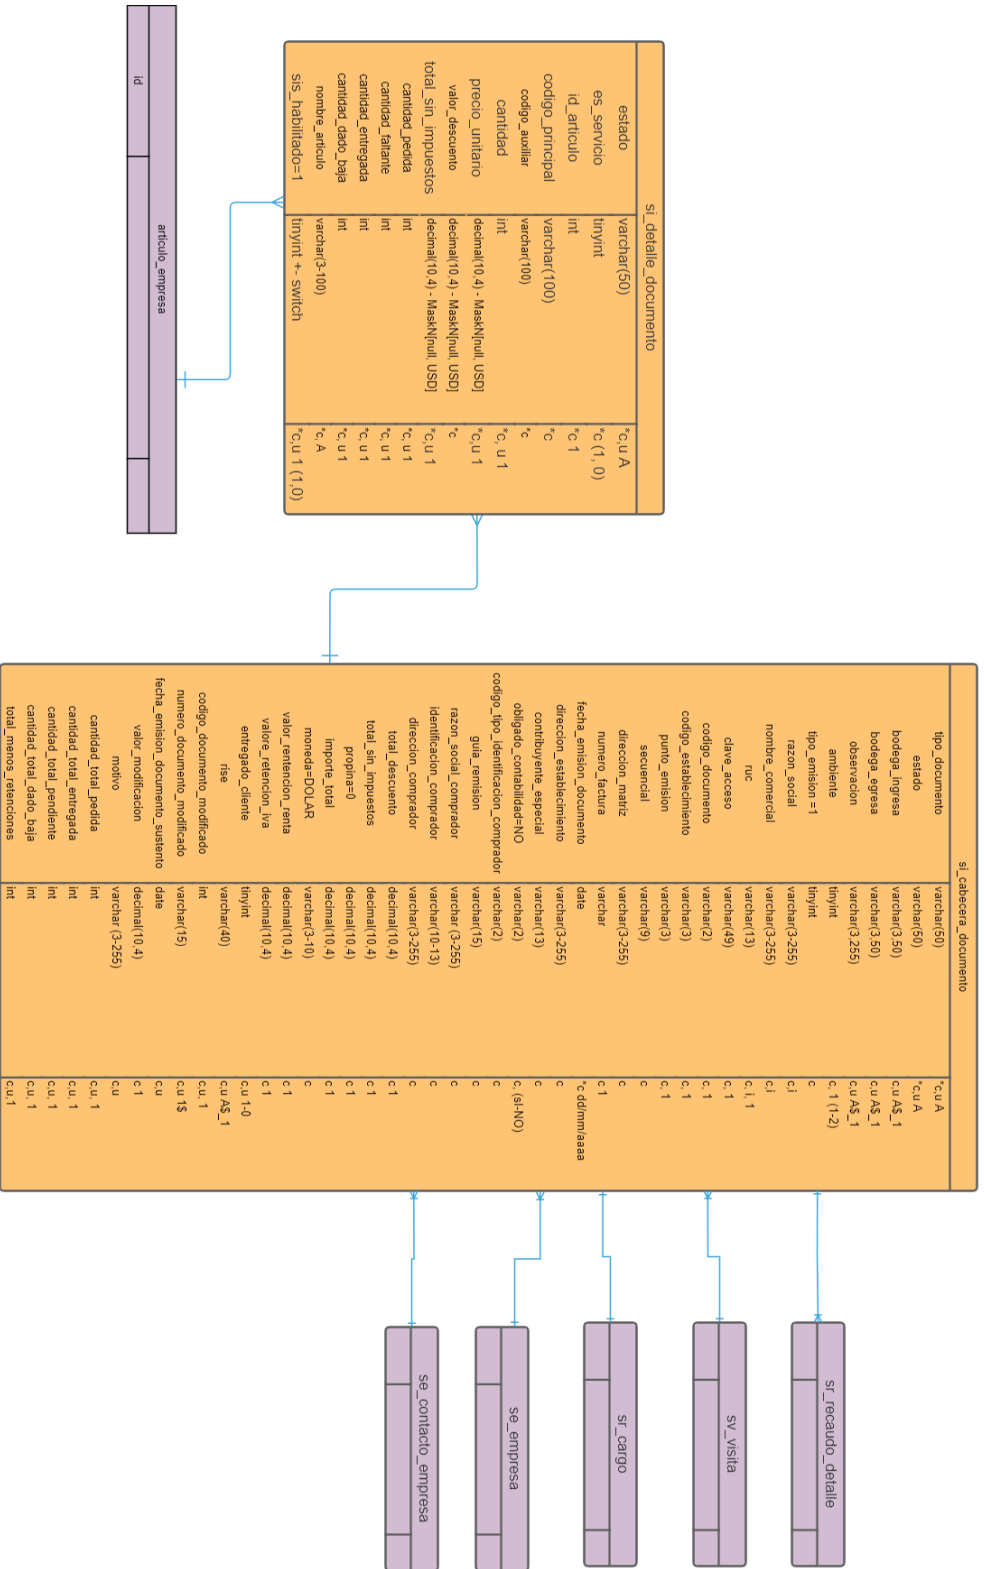 si_detalle_documento
estado varchar(50) *c,u A
es_servicio tinyint *c (1, 0)
id_articulo int *c 1
codigo_principal varchar(100) *c
codigo_auxiliar varchar(100) *c
cantidad int *c, u 1
precio_unitario decimal(10,4) - MaskN[null, USD] *c,u 1
valor_descuento decimal(10,4) - MaskN[null, USD] *c
total_sin_impuestos decimal(10,4) - MaskN[null, USD] *c,u 1
cantidad_pedida int *c, u 1
cantidad_faltante int *c, u 1
cantidad_entregada int *c, u 1
cantidad_dado_baja int *c, u 1
nombre_articulo varchar(3-100) *c, A
sis_habilitado=1 tinyint +- switch *c,u 1 (1,0)
articulo_empresa
id
si_cabecera_documento
tipo_documento varchar(50) *c,u A
estado varchar(50) *c,u A
bodega_ingresa varchar(3,50) c,u A$_1
bodega_egresa varchar(3,50) c,u A$_1
observacion varchar(3,255) c,u A$_1
ambiente tinyint c, 1 (1-2)
tipo_emision =1 tinyint c
razon_social varchar(3-255) c,i
nombre_comercial varchar(3-255) c,i
ruc varchar(13) c, i, 1
clave_acceso varchar(49) c, 1
codigo_documento varchar(2) c, 1
codigo_establecimiento varchar(3) c, 1
punto_emision varchar(3) c, 1
secuencial varchar(9) c
direccion_matriz varchar(3-255) c
numero_factura varchar c 1
fecha_emision_documento date *c dd/mm/aaaa
direccion_establecimiento varchar(3-255) c
contribuyente_especial varchar(13) c
obligado_contabilidad=NO varchar(2) c, (sI-NO)
codigo_tipo_identificacion_comprador varchar(2) c
guia_remision varchar(15) c
razon_social_comprador varchar (3-255) c
identificacion_comprador varchar(10-13) c
direccion_comprador varchar(3-255) c
total_descuento decimal(10,4) c 1
total_sin_impuestos decimal(10,4) c 1
propina=0 decimal(10,4) c 1
importe_total decimal(10,4) c 1
moneda=DOLAR varchar(3-10) c
valor_rentencion_renta decimal(10,4) c 1
valore_retencion_iva decimal(10,4) c 1
entregado_cliente tinyint c,u 1-0
rise varchar(40) c,u A$_1
codigo_documento_modificado int c,u, 1
numero_documento_modificado varchar(15) c,u 1$
fecha_emision_documento_sustento date c,u
valor_modificacion decimal(10,4) c 1
motivo varchar (3-255) c,u
cantidad_total_pedida int c,u, 1
cantidad_total_entregada int c,u, 1
cantidad_total_pendiente int c,u, 1
cantidad_total_dado_baja int c,u, 1
total_menos_retenciones int c,u,1
sr_recaudo_detalle
sv_visita
sr_cargo
se_empresa
se_contacto_empresa